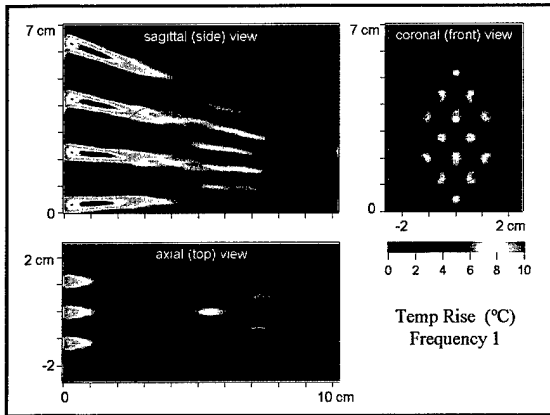 7 cm
sagittal (side) view
0
7 cm
coronal (front) view
0
-2
2 cm
0 2 4 6 8 10
Temp Rise (ºC)
Frequency 1
axial (top) view
2 cm
-2
0
10 cm